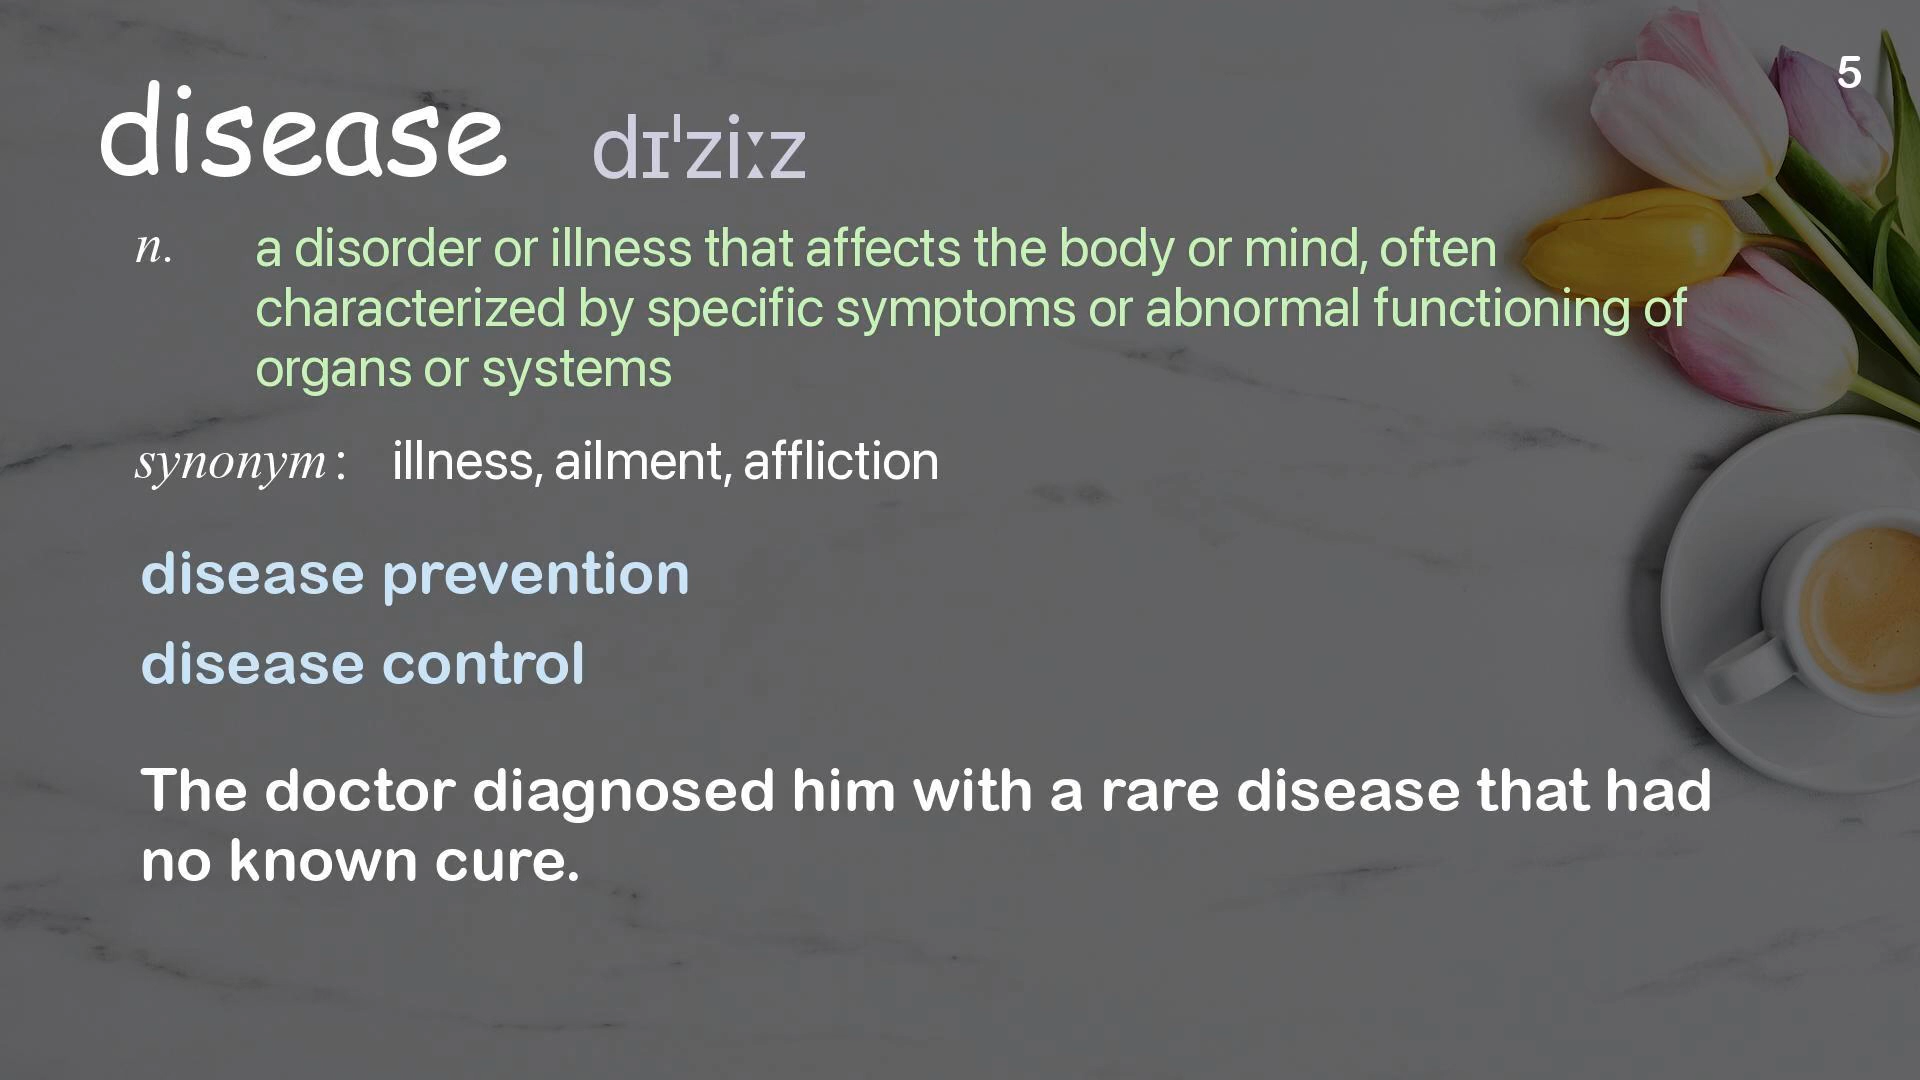 5
disease dɪˈziːz
n. a disorder or illness that affects the body or mind, often
characterized by specific symptoms or abnormal functioning of
organs or systems
synonym: illness, ailment, affliction
disease prevention
disease control
The doctor diagnosed him with a rare disease that had
no known cure.